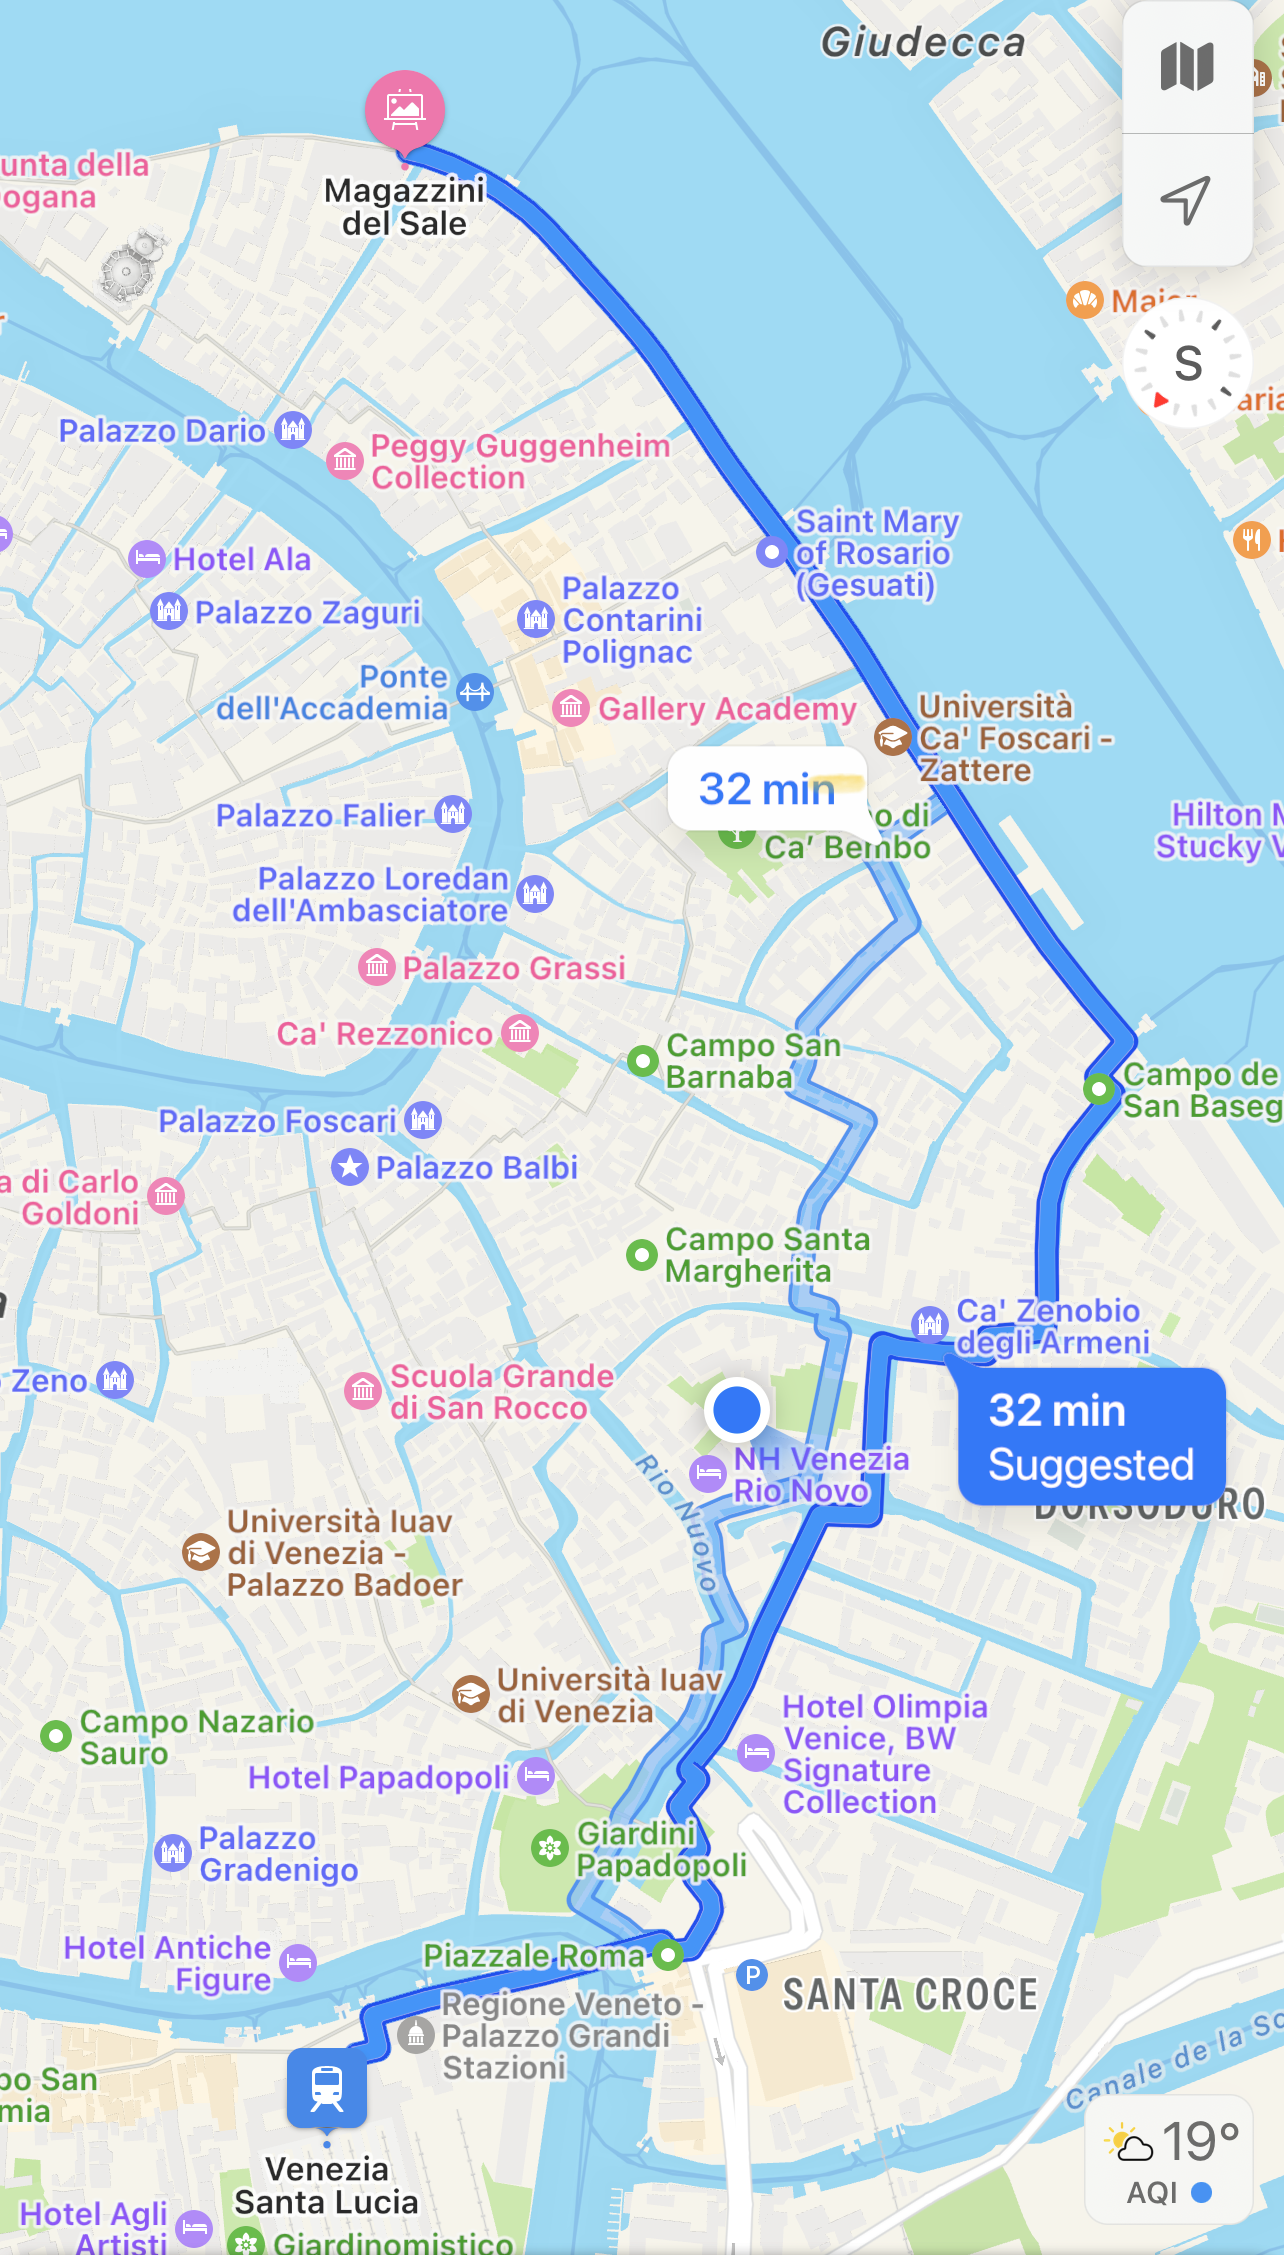 Giudecca
unta della
ogana
Magazzini
del Sale
S
Palazzo Dario
Peggy Guggenheim
Collection
Saint Mary
of Rosario
(Gesuati)
Hotel Ala
Palazzo Zaguri
Palazzo
Contarini
Polignac
Ponte
dell'Accademia
Gallery Academy
Università
Ca' Foscari -
Zattere
32 min
Palazzo Falier
o di
Ca' Bembo
Hilton M
Stucky V
Palazzo Loredan
dell'Ambasciatore
Palazzo Grassi
Ca' Rezzonico
Campo San
Barnaba
Campo de
San Baseg
Palazzo Foscari
Palazzo Balbi
a di Carlo
Goldoni
Campo Santa
Margherita
Ca' Zenobio
degli Armeni
Zeno
Scuola Grande
di San Rocco
32 min
Suggested
NH Venezia
Rio Novo
DORSODURO
Rio Nuovo
Università Iuav
di Venezia -
Palazzo Badoer
Università Iuav
di Venezia
Hotel Olimpia
Venice, BW
Signature
Collection
Campo Nazario
Sauro
Hotel Papadopoli
Palazzo
Gradenigo
Giardini
Papadopoli
Hotel Antiche
Figure
Piazzale Roma
P
SANTA CROCE
Regione Veneto -
Palazzo Grandi
Stazioni
po San
mia
Canale de la Sc
19°
AQI
Venezia
Santa Lucia
Hotel Agli
Artisti
Giardinomistico